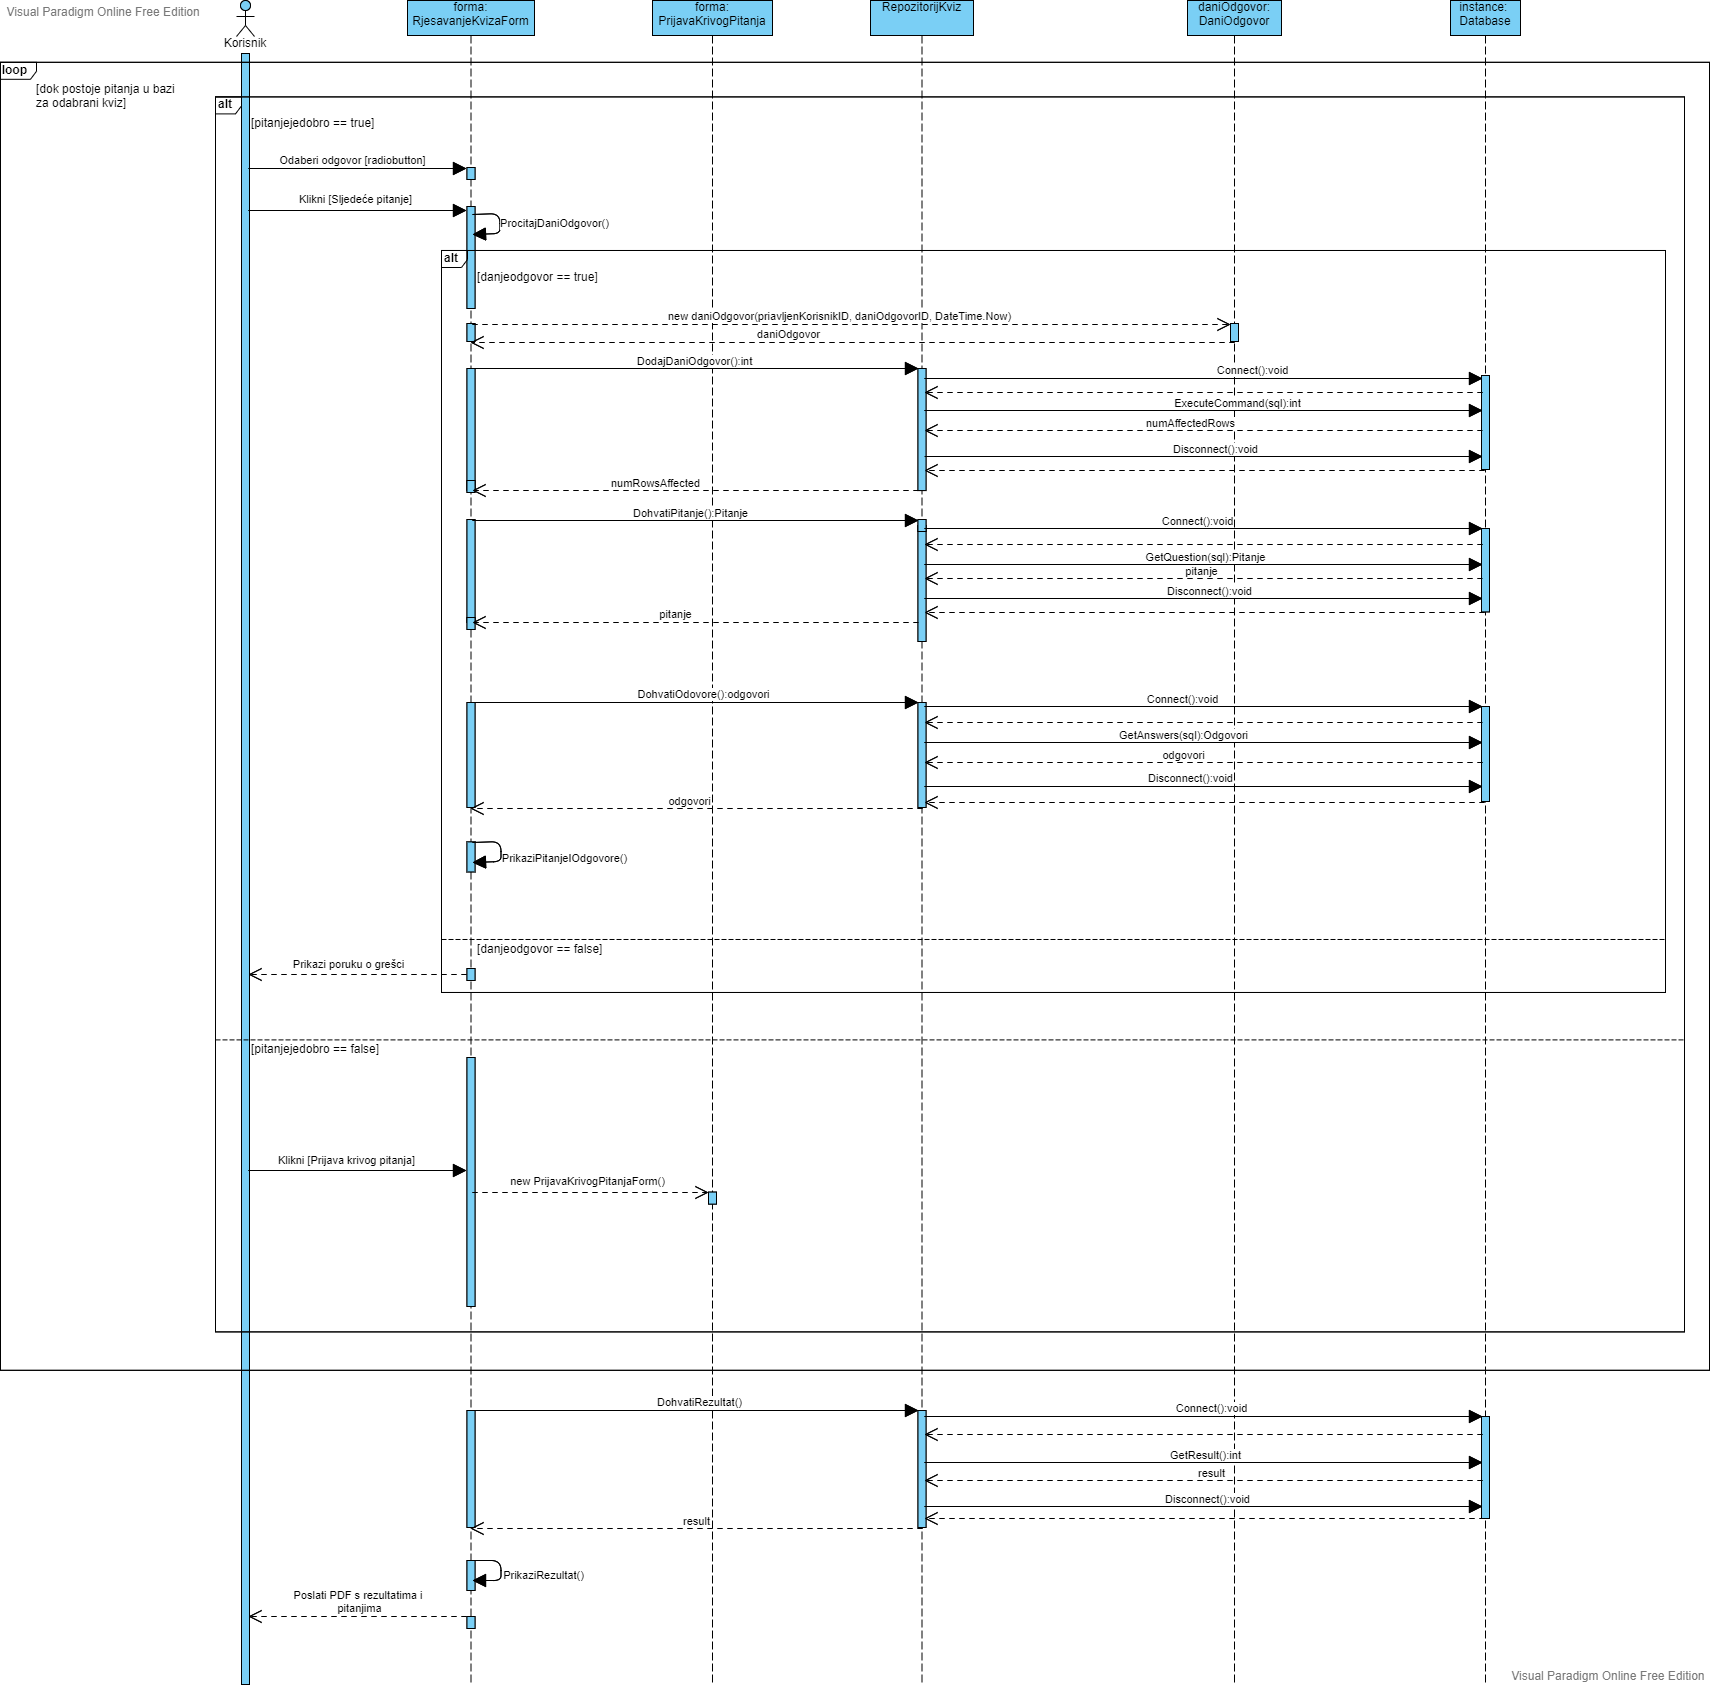 Visual Paradigm Online Free Edition
Korisnik
forma:
RjesavanjeKvizaForm
forma:
PrijavaKrivogPitanja
RepozitorijKviz
daniOdgovor:
DaniOdgovor
instance:
Database
loop
[dok postoje pitanja u bazi
za odabrani kviz]
alt
[pitanjejedobro == true]
Odaberi odgovor [radiobutton]
Klikni [Sljedeće pitanje]
ProcitajDaniOdgovor()
alt
[danjeodgovor == true]
new daniOdgovor(priavljenKorisnikID, daniOdgovorID, DateTime.Now)
daniOdgovor
DodajDaniOdgovor():int
Connect():void
ExecuteCommand(sql):int
numAffectedRows
Disconnect():void
numRowsAffected
DohvatiPitanje():Pitanje
Connect():void
GetQuestion(sql):Pitanje
pitanje
Disconnect():void
pitanje
DohvatiOdovore():odgovori
Connect():void
GetAnswers(sql):Odgovori
odgovori
Disconnect():void
odgovori
PrikaziPitanjeIOdgovore()
[danjeodgovor == false]
Prikazi poruku o grešci
[pitanjejedobro == false]
Klikni [Prijava krivog pitanja]
new PrijavaKrivogPitanjaForm()
DohvatiRezultat()
Connect():void
GetResult():int
result
Disconnect():void
result
PrikaziRezultat()
Poslati PDF s rezultatima i
pitanjima
Visual Paradigm Online Free Edition